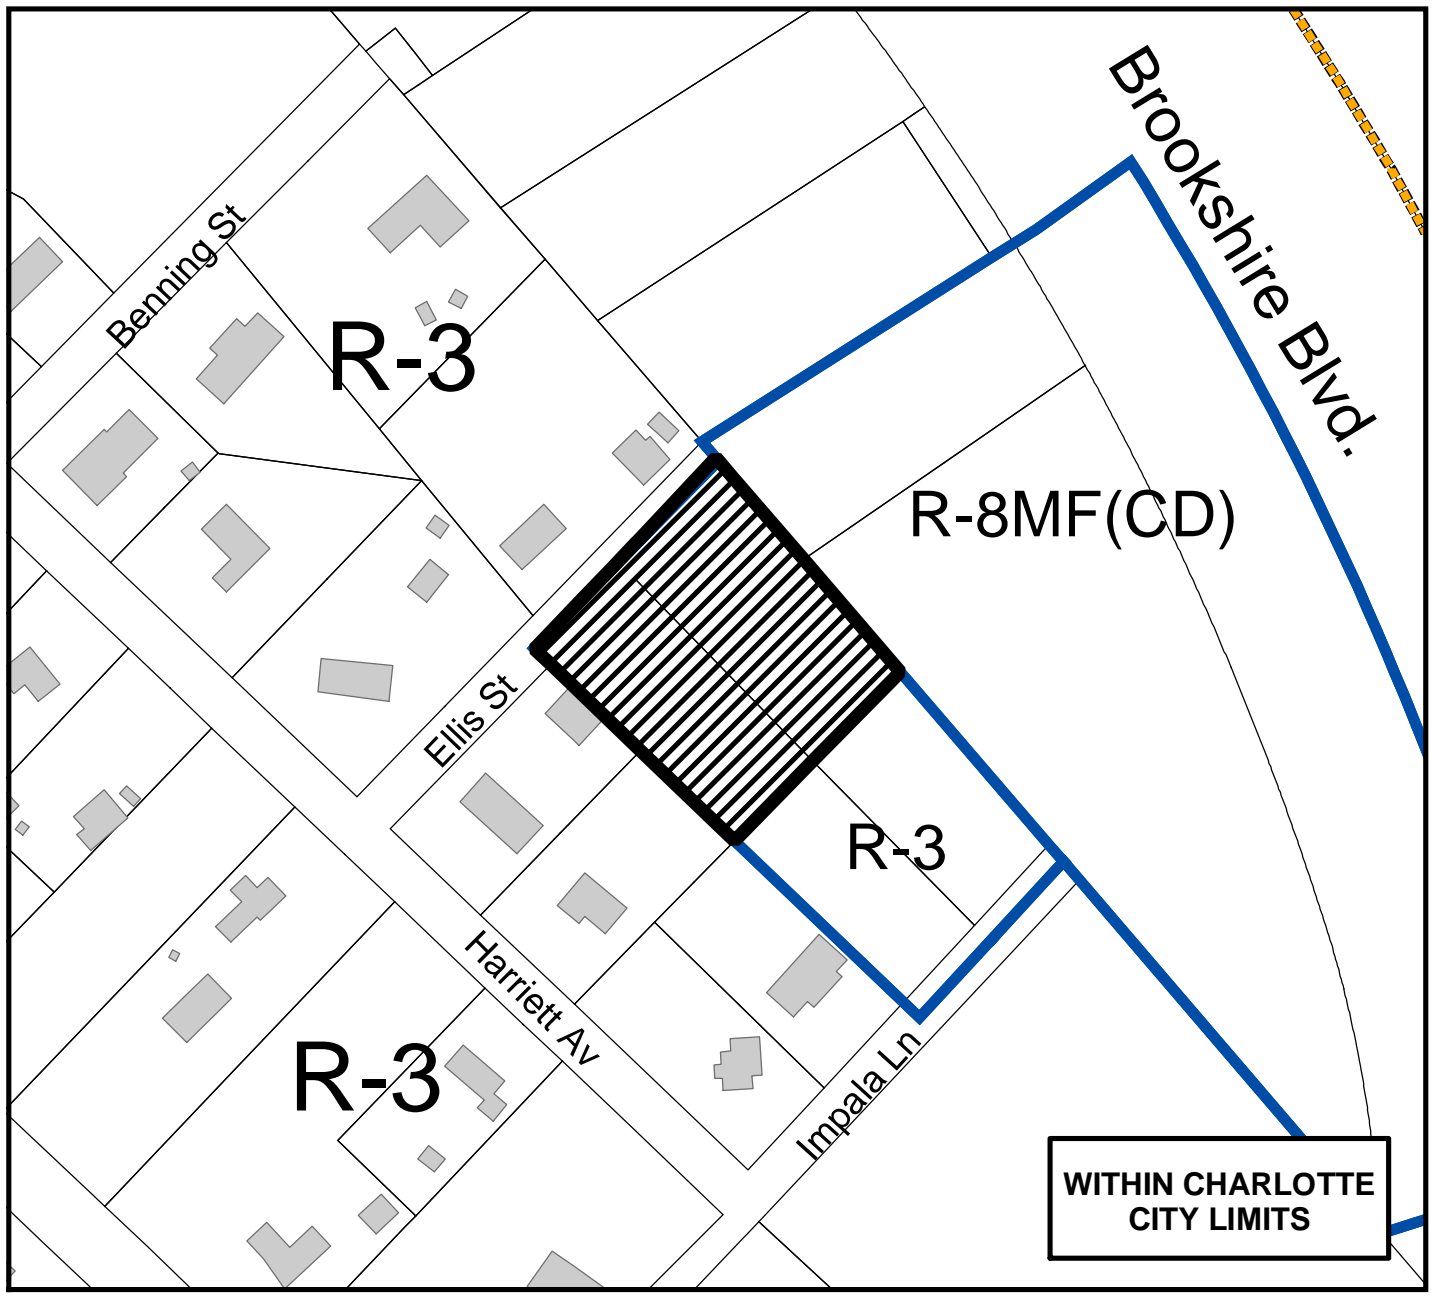 Brookshire Blvd.
Benning St
R-3
R-8MF(CD)
Ellis St
R-3
Harriett Av
R-3
Impala Ln
WITHIN CHARLOTTE
CITY LIMITS